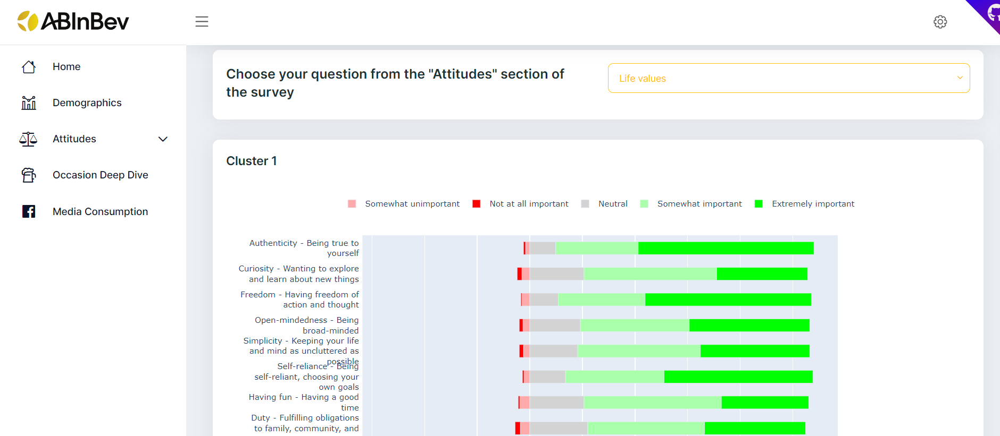 ABInBev
Home
Demographics
Attitudes
Occasion Deep Dive
Media Consumption
Choose your question from the "Attitudes" section of
the survey
Life values
Cluster 1
Somewhat unimportant
Not at all important
Neutral
Somewhat important
Extremely important
Authenticity - Being true to
yourself
Curiosity - Wanting to explore
and learn about new things
Freedom - Having freedom of
action and thought
Open-mindedness - Being
broad-minded
Simplicity - Keeping your life
and mind as uncluttered as
possible
Self-reliance - Being
self-reliant, choosing your
own goals
Having fun - Having a good
time
Duty - Fulfilling obligations
to family, community, and